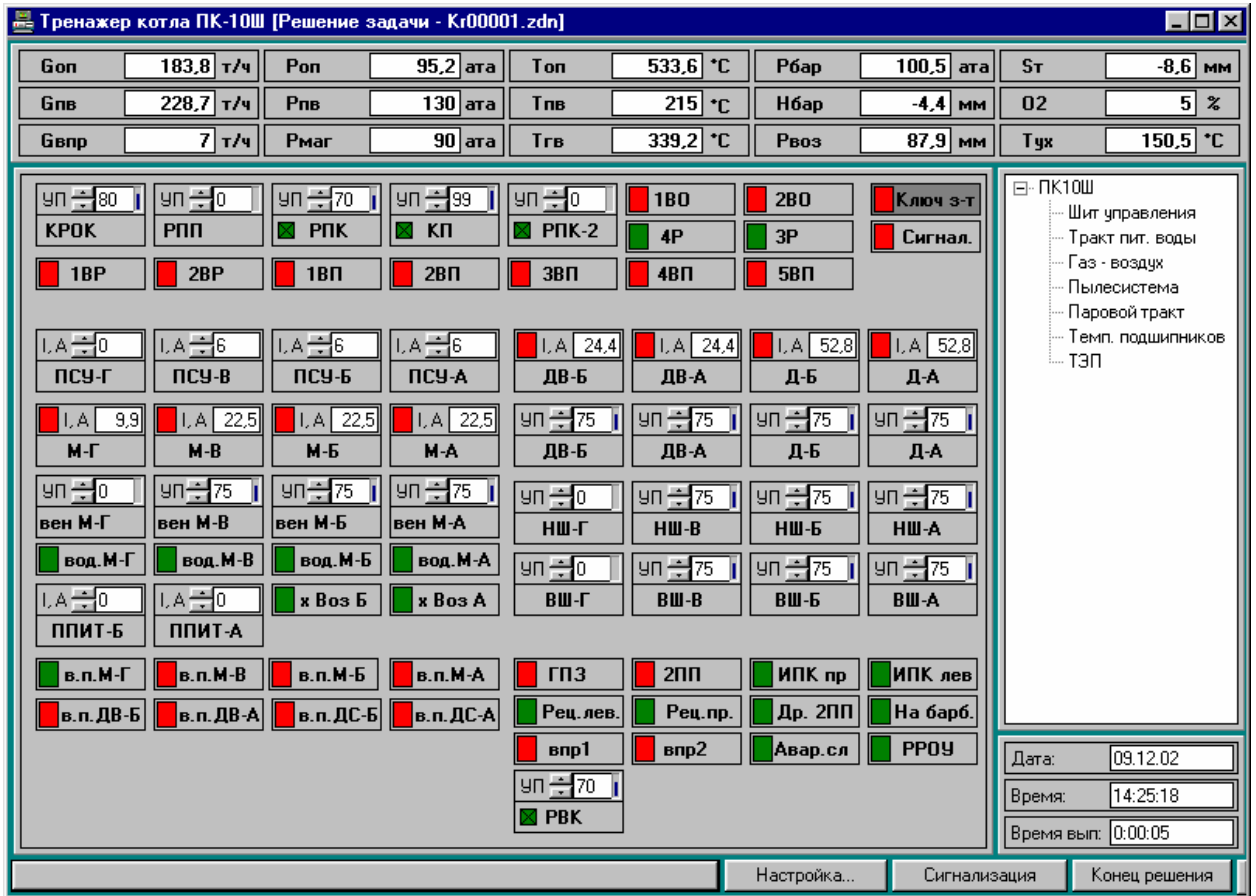 Тренажер котла ПК-10Ш [Решение задачи - Kr00001.zdn]
Gоп 183,8 т/ч Pоп 95,2 ата Tоп 533,6 °C Pбар 100,5 ата Sт -8,6 мм
Gпв 228,7 т/ч Pпв 130 ата Tпв 215 °C Hбар -4,4 мм O2 5 %
Gвпр 7 т/ч Pмаг 90 ата Tгв 339,2 °C Pвоз 87,9 мм Tух 150,5 °C
УП 80 УП 0 УП 70 УП 99 УП 0 1ВО 2ВО Ключ з-т
КРОК РПП РПК КП РПК-2 4Р 3Р Сигнал.
1ВР 2ВР 1ВП 2ВП 3ВП 4ВП 5ВП
I, А 0 I, А 6 I, А 6 I, А 6 I, А 24,4 I, А 24,4 I, А 52,8 I, А 52,8
ПСУ-Г ПСУ-В ПСУ-Б ПСУ-А ДВ-Б ДВ-А Д-Б Д-А
I, А 9,9 I, А 22,5 I, А 22,5 I, А 22,5 УП 75 УП 75 УП 75 УП 75
М-Г М-В М-Б М-А ДВ-Б ДВ-А Д-Б Д-А
УП 0 УП 75 УП 75 УП 75 УП 0 УП 75 УП 75 УП 75
вен М-Г вен М-В вен М-Б вен М-А НШ-Г НШ-В НШ-Б НШ-А
вод.М-Г вод.М-В вод.М-Б вод.М-А УП 0 УП 75 УП 75 УП 75
I, А 0 I, А 0 х Воз Б х Воз А ВШ-Г ВШ-В ВШ-Б ВШ-А
ППИТ-Б ППИТ-А
в.п.М-Г в.п.М-В в.п.М-Б в.п.М-А ГПЗ 2ПП ИПК пр ИПК лев
в.п.ДВ-Б в.п.ДВ-А в.п.ДС-Б в.п.ДС-А Рец.лев. Рец.пр. Др. 2ПП На барб.
впр1 впр2 Авар.сл РРОУ
УП 70
РВК
ПК10Ш
Шит управления
Тракт пит. воды
Газ - воздух
Пылесистема
Паровой тракт
Темп. подшипников
ТЭП
Дата: 09.12.02
Время: 14:25:18
Время вып: 0:00:05
Настройка... Сигнализация Конец решения